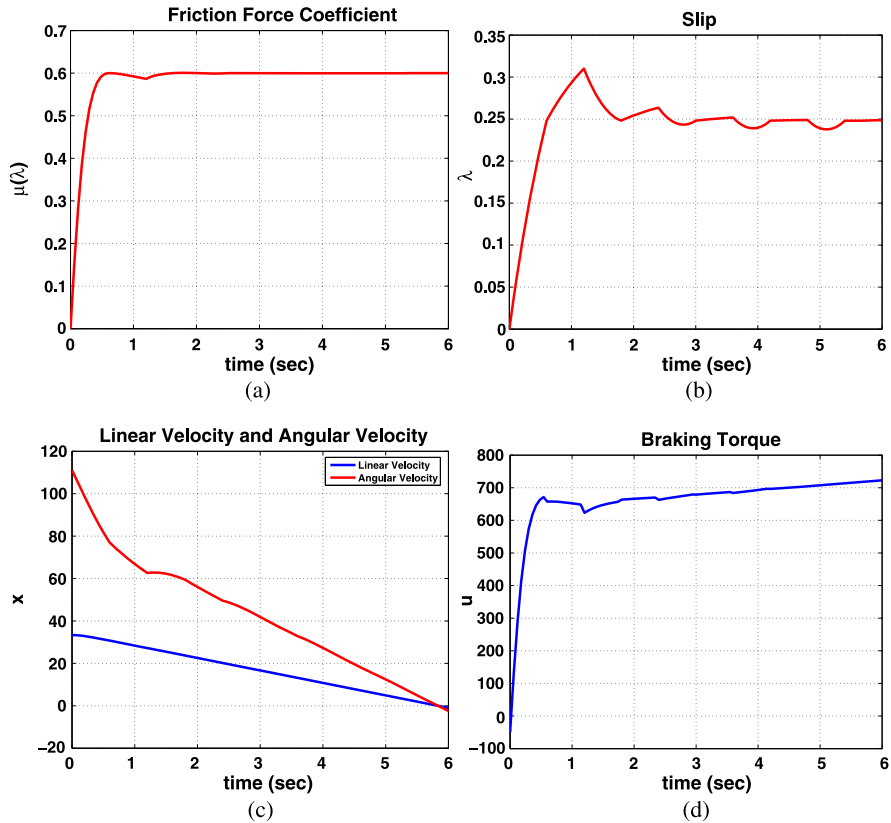 Friction Force Coefficient
0.7
0.6
0.5
0.4
0.3
0.2
0.1
0
μ(λ)
0 1 2 3 4 5 6
time (sec)
(a)
Slip
0.35
0.3
0.25
0.2
0.15
0.1
0.05
0
λ
0 1 2 3 4 5 6
time (sec)
(b)
Linear Velocity and Angular Velocity
120
100
80
60
40
20
0
−20
x
Linear Velocity
Angular Velocity
0 1 2 3 4 5 6
time (sec)
(c)
Braking Torque
800
700
600
500
400
300
200
100
0
−100
u
0 1 2 3 4 5 6
time (sec)
(d)